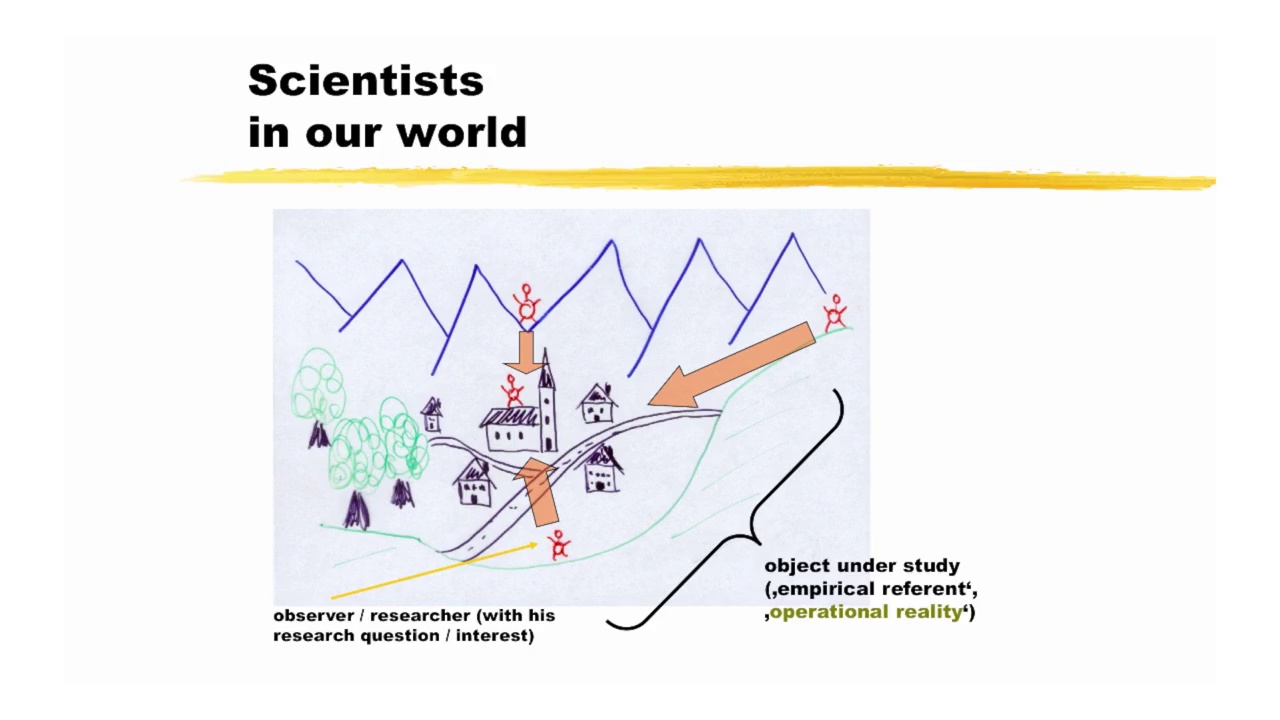 Scientists
in our world
object under study
(‚empirical referent‘,
‚operational reality‘)
observer / researcher (with his
research question / interest)